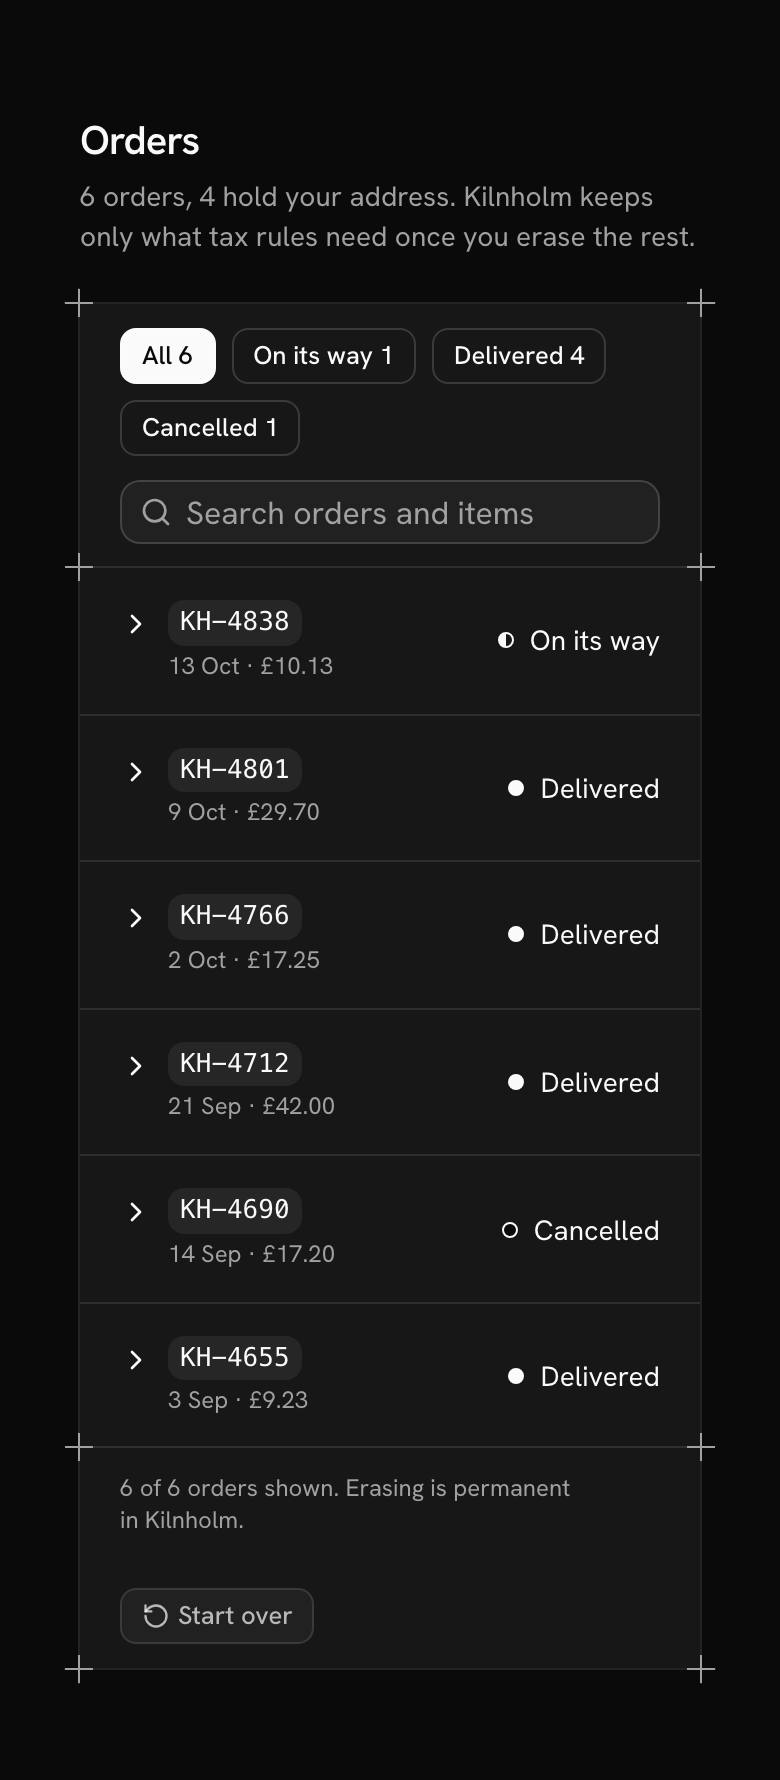 Orders
6 orders, 4 hold your address. Kilnholm keeps
only what tax rules need once you erase the rest.
All 6
On its way 1
Delivered 4
Cancelled 1
Search orders and items
KH–4838
13 Oct · £10.13
On its way
KH–4801
9 Oct · £29.70
Delivered
KH–4766
2 Oct · £17.25
Delivered
KH–4712
21 Sep · £42.00
Delivered
KH–4690
14 Sep · £17.20
Cancelled
KH–4655
3 Sep · £9.23
Delivered
6 of 6 orders shown. Erasing is permanent
in Kilnholm.
Start over